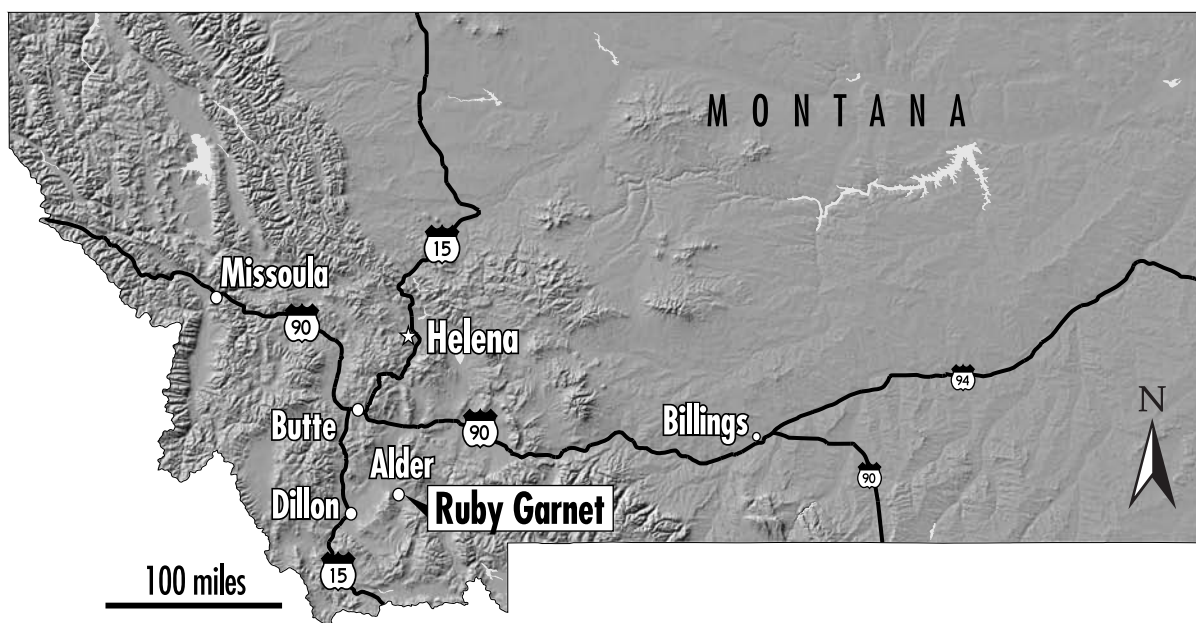 MONTANA
15
Missoula
90
Helena
94
N
Butte
90
Billings
Alder
90
Dillon
Ruby Garnet
15
100 miles